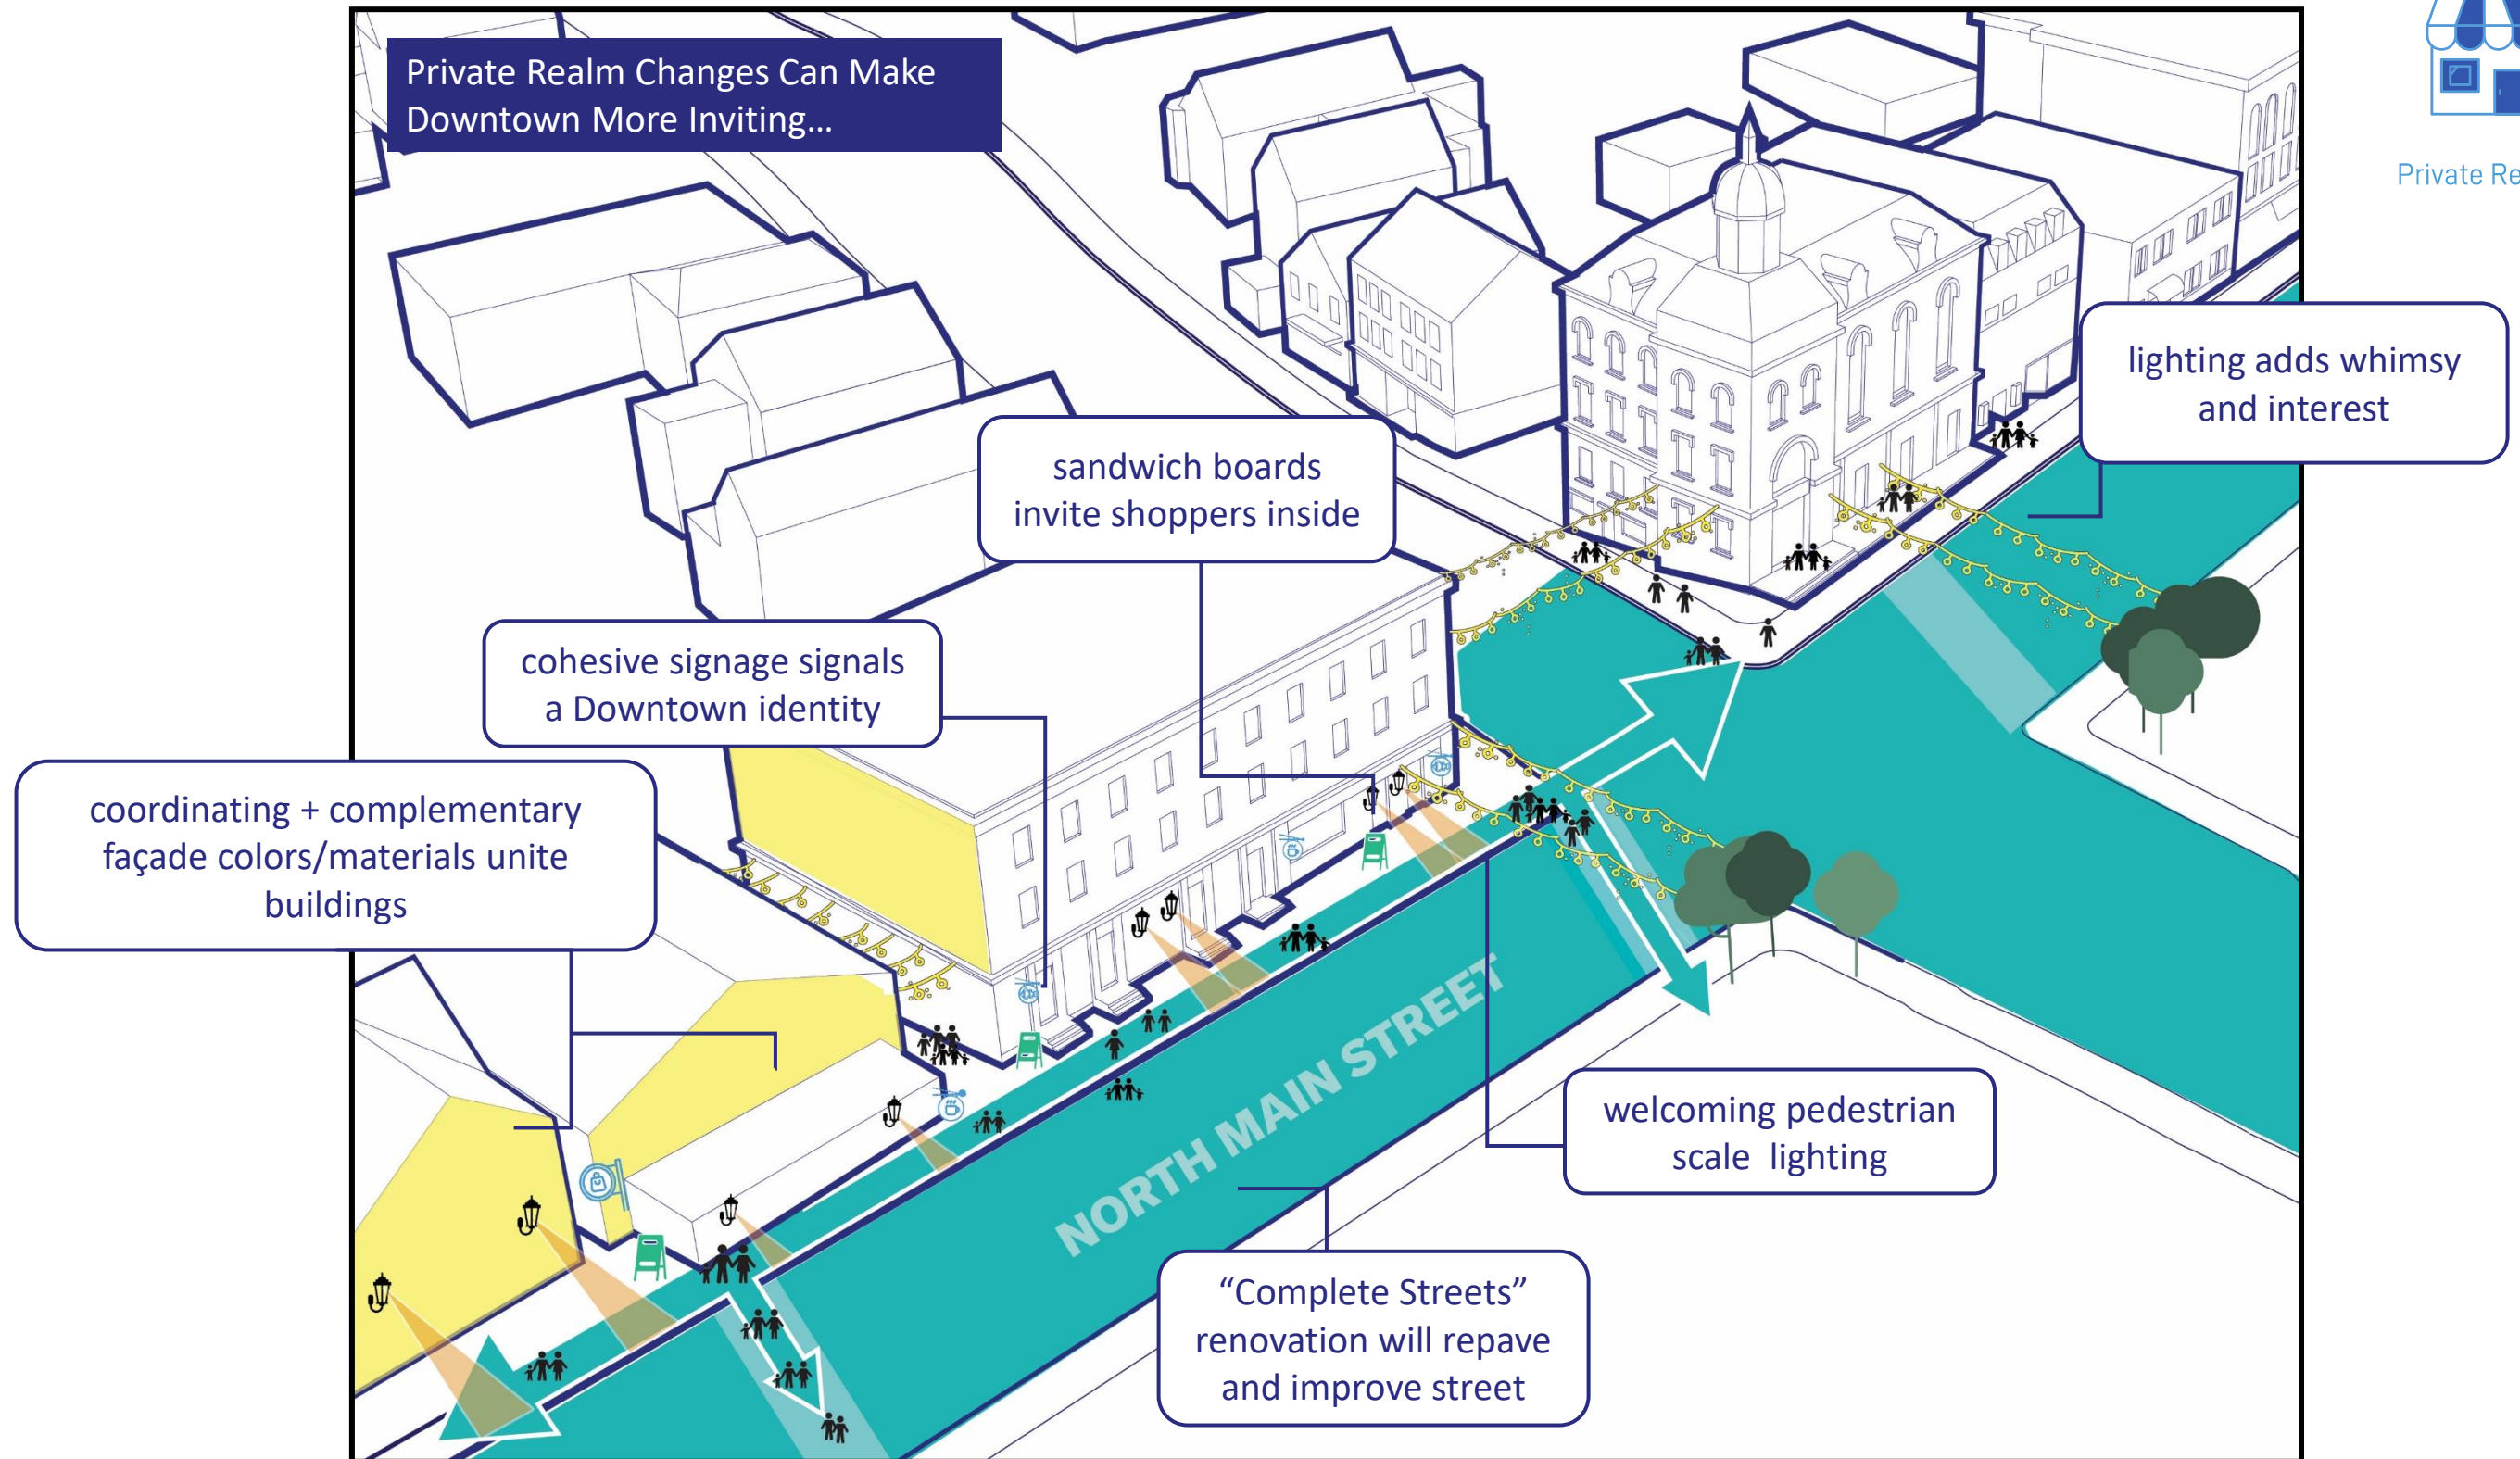 Private Realm Changes Can Make
Downtown More Inviting…
Private Re
lighting adds whimsy
and interest
sandwich boards
invite shoppers inside
cohesive signage signals
a Downtown identity
coordinating + complementary
façade colors/materials unite
buildings
NORTH MAIN STREET
welcoming pedestrian
scale lighting
“Complete Streets”
renovation will repave
and improve street